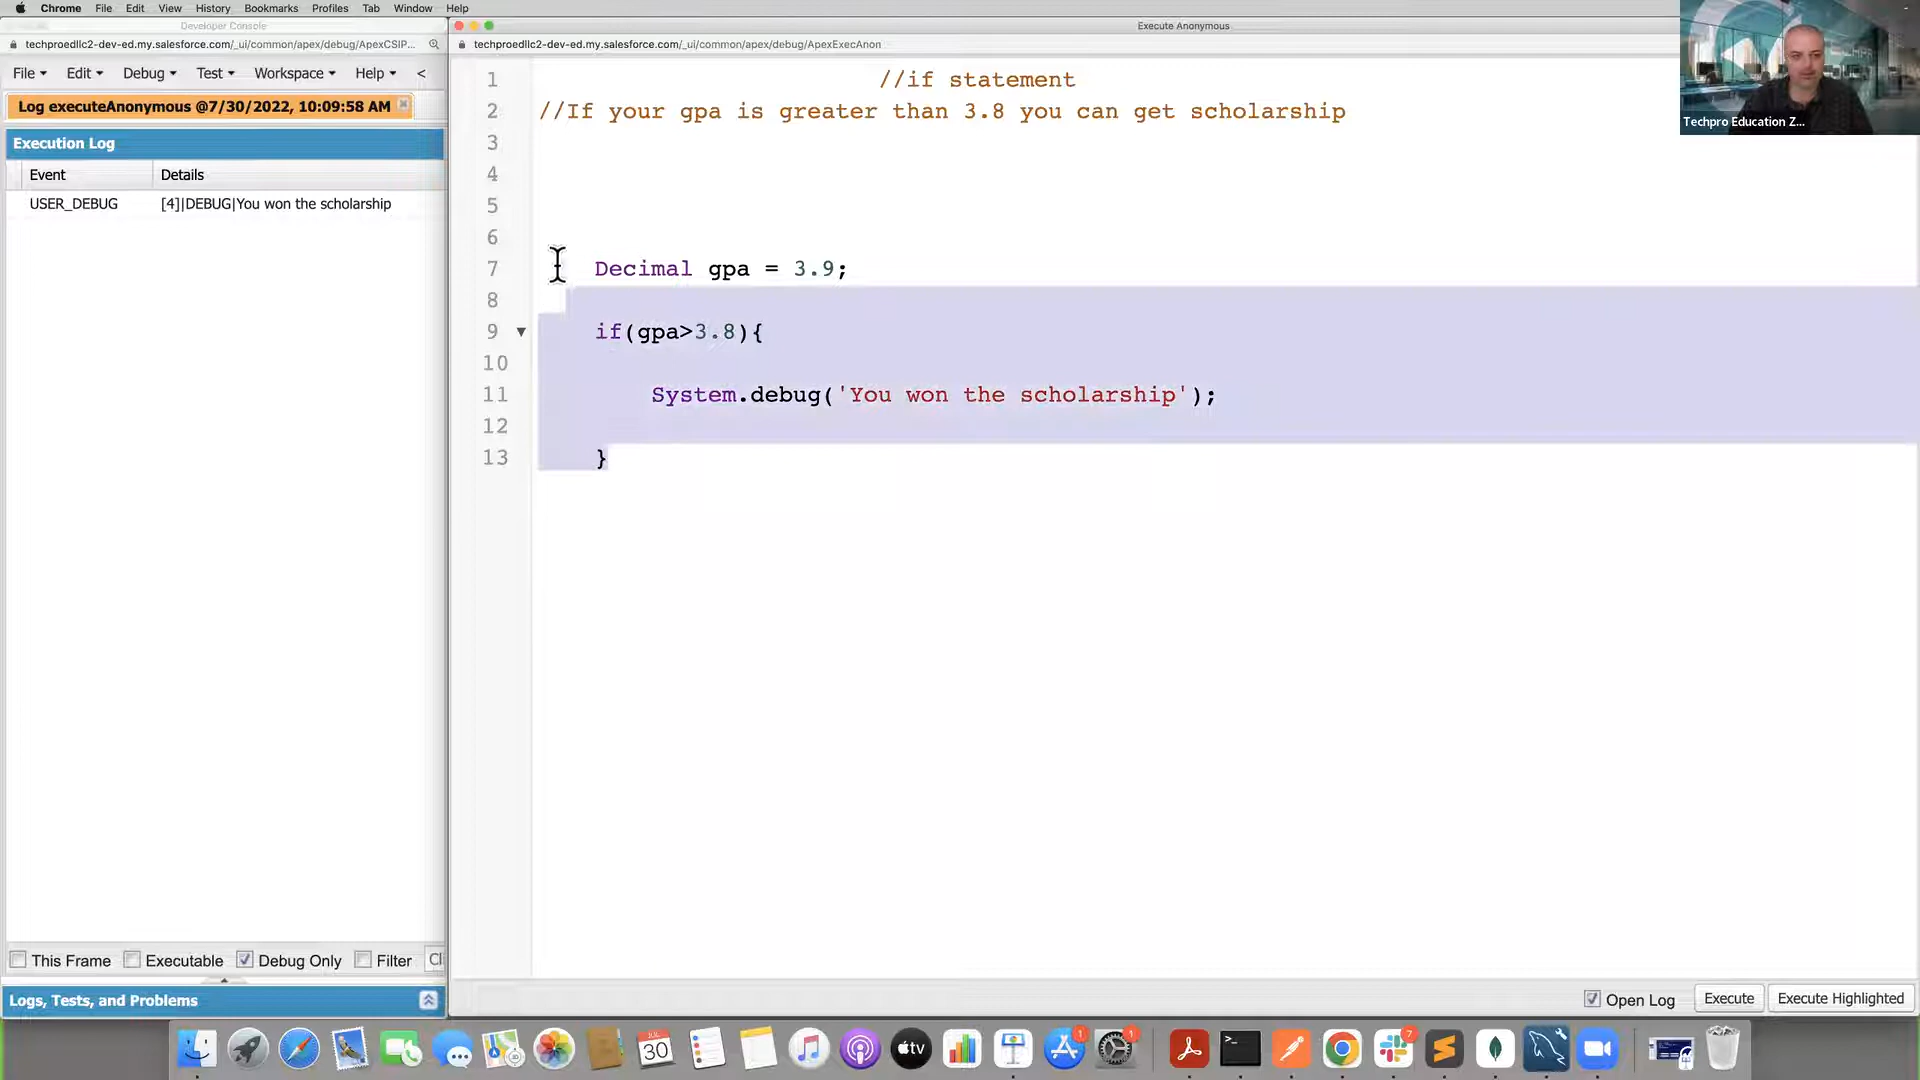 Chrome File Edit View History Bookmarks Profiles Tab Window Help
Developer Console
techproedllc2-dev-ed.my.salesforce.com/_ui/common/apex/debug/ApexCSIP...
File Edit Debug Test Workspace Help <
Log executeAnonymous @7/30/2022, 10:09:58 AM
Execution Log
Event Details
USER_DEBUG [4]|DEBUG|You won the scholarship
This Frame Executable Debug Only Filter Cl
Logs, Tests, and Problems
Execute Anonymous
techproedllc2-dev-ed.my.salesforce.com/_ui/common/apex/debug/ApexExecAnon
1 //if statement
2 //If your gpa is greater than 3.8 you can get scholarship
3
4
5
6
7 Decimal gpa = 3.9;
8
9 if(gpa>3.8){
10
11 System.debug('You won the scholarship');
12
13 }
Open Log Execute Execute Highlighted
Techpro Education Z...
JUL
30
tv
1
1
7